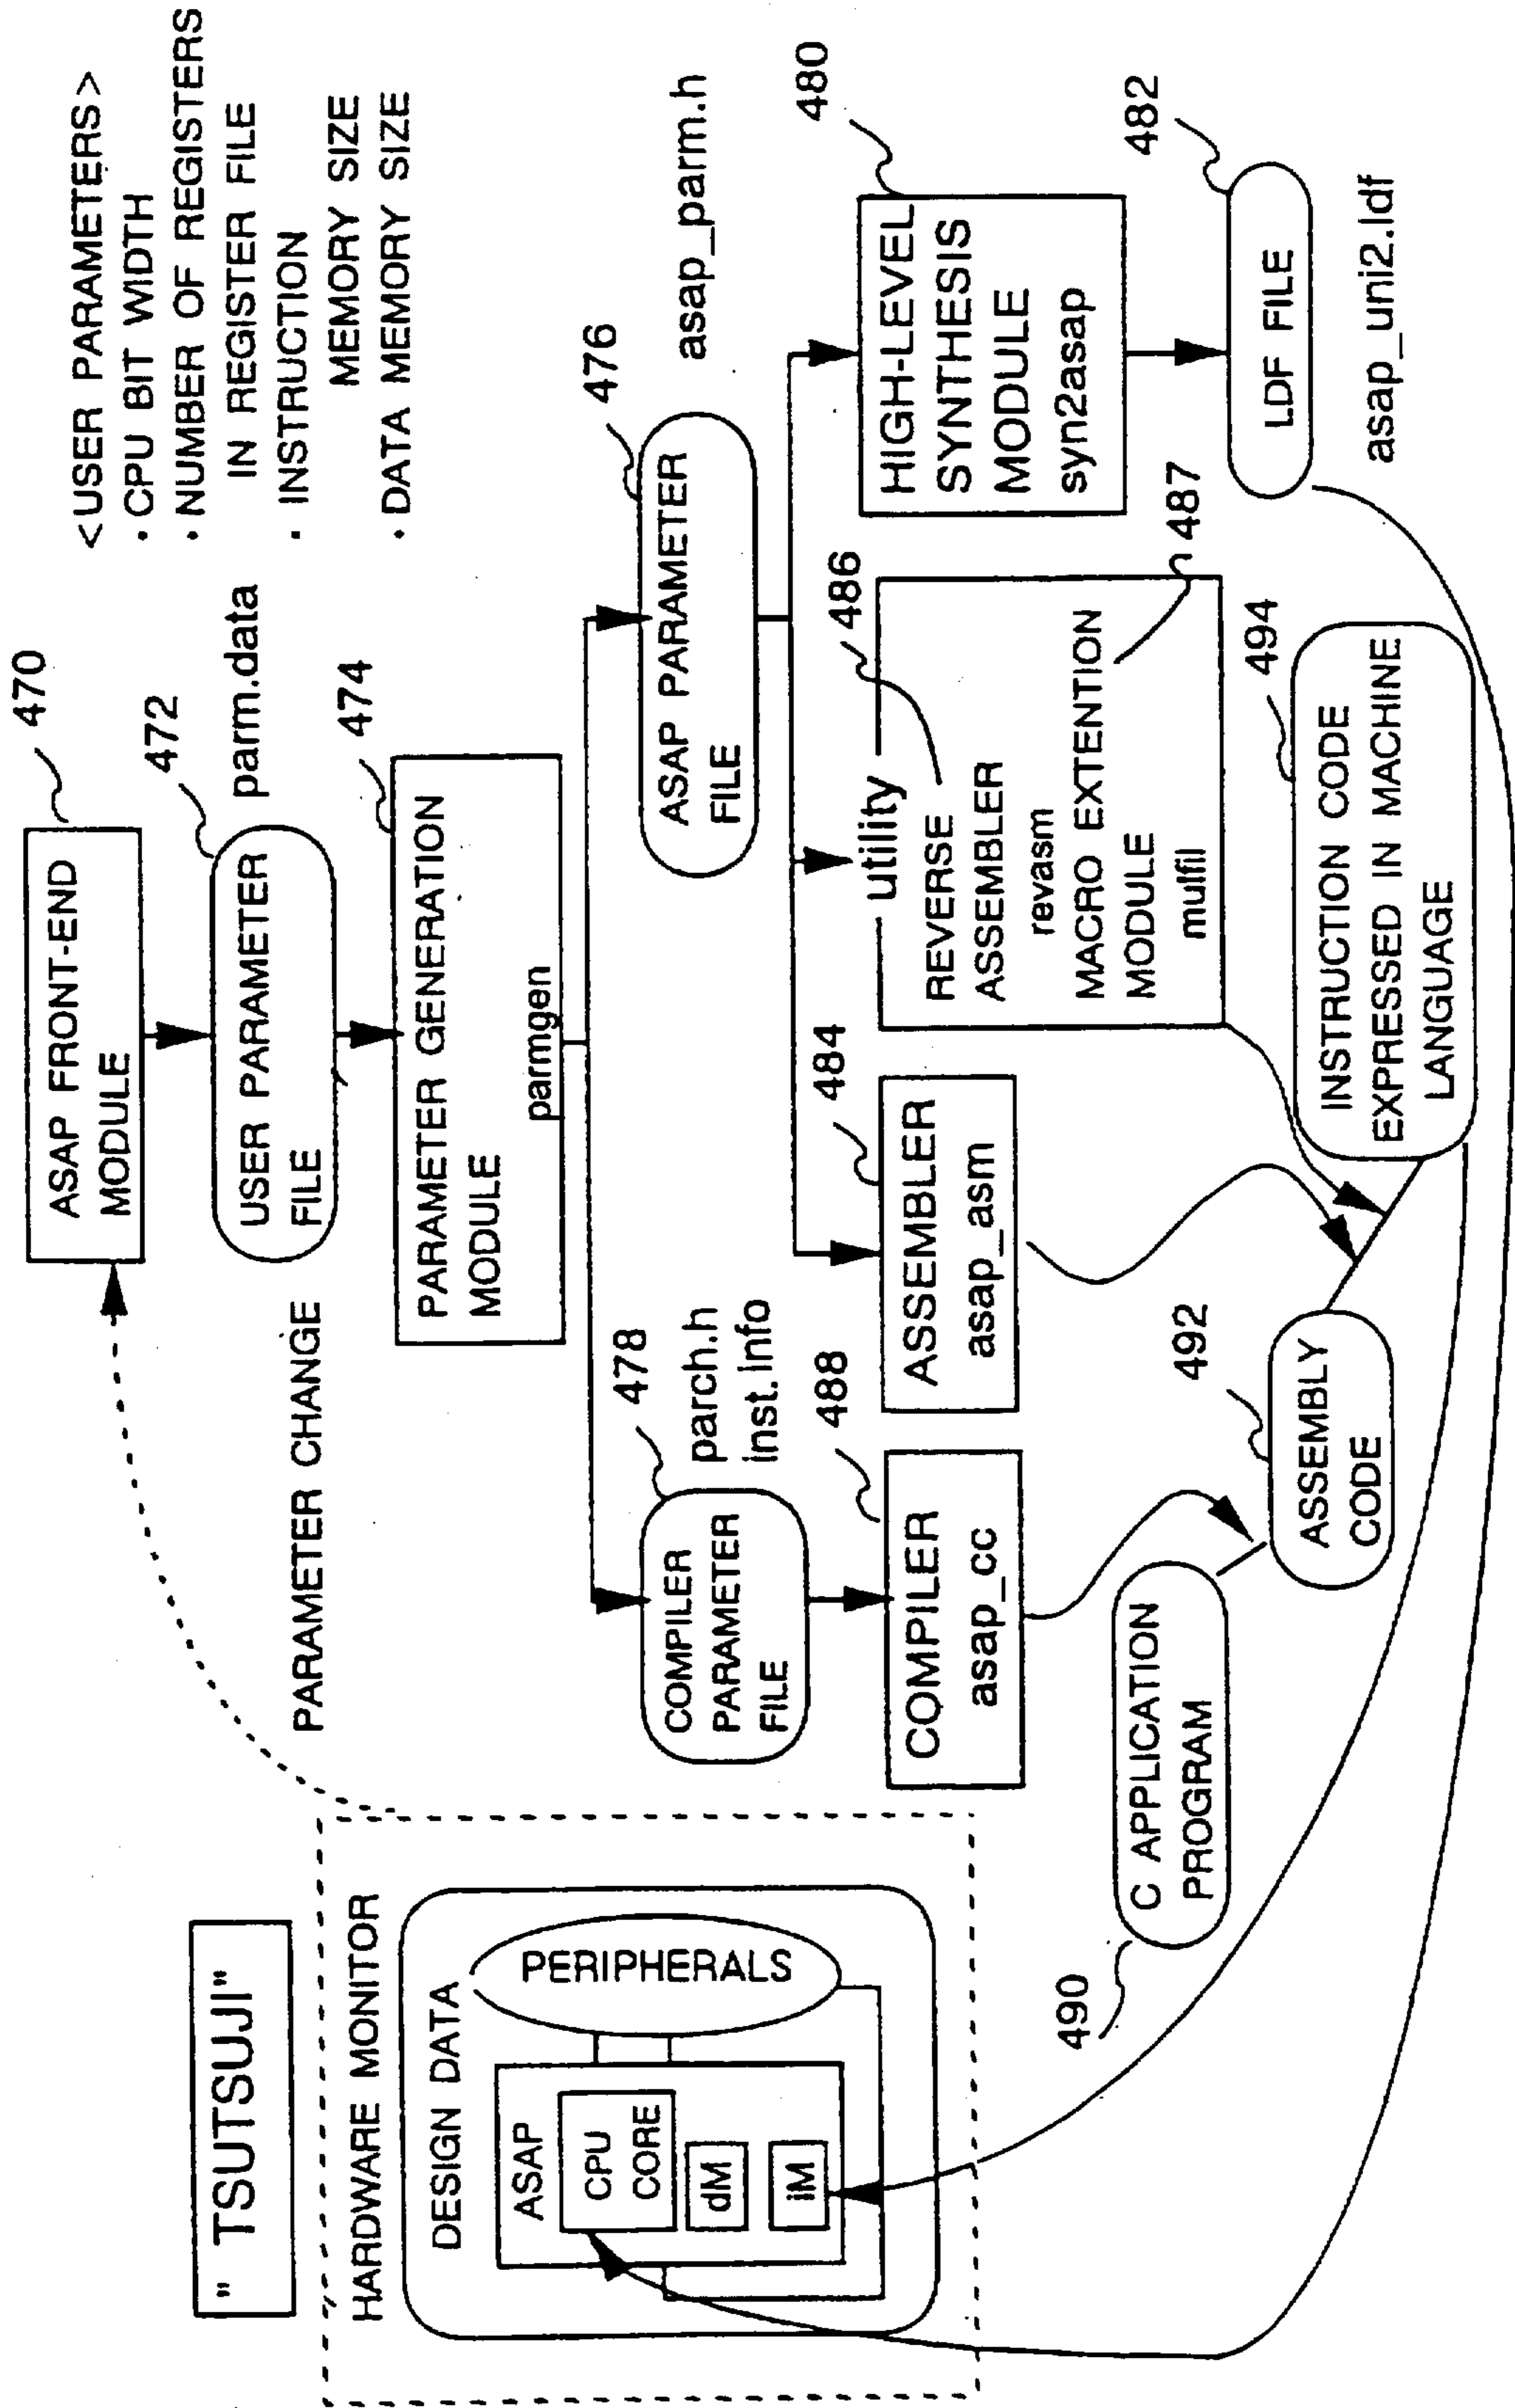 " TSUTSUJI"
HARDWARE MONITOR
DESIGN DATA
ASAP
CPU
CORE
dM
iM
PERIPHERALS
PARAMETER CHANGE
ASAP FRONT-END
MODULE
470
USER PARAMETER
FILE
472
parm.data
<USER PARAMETERS>
· CPU BIT WIDTH
· NUMBER OF REGISTERS
IN REGISTER FILE
· INSTRUCTION
MEMORY SIZE
· DATA MEMORY SIZE
PARAMETER GENERATION
MODULE
parmgen
474
COMPILER
PARAMETER
FILE
478
parch.h
inst.info
ASAP PARAMETER
FILE
476
asap_parm.h
COMPILER
asap_cc
488
ASSEMBLER
asap_asm
484
utility
REVERSE
ASSEMBLER
revasm
MACRO EXTENTION
MODULE
mulfil
486
487
HIGH-LEVEL
SYNTHESIS
MODULE
syn2asap
480
490
C APPLICATION
PROGRAM
ASSEMBLY
CODE
492
INSTRUCTION CODE
EXPRESSED IN MACHINE
LANGUAGE
494
LDF FILE
482
asap_uni2.ldf